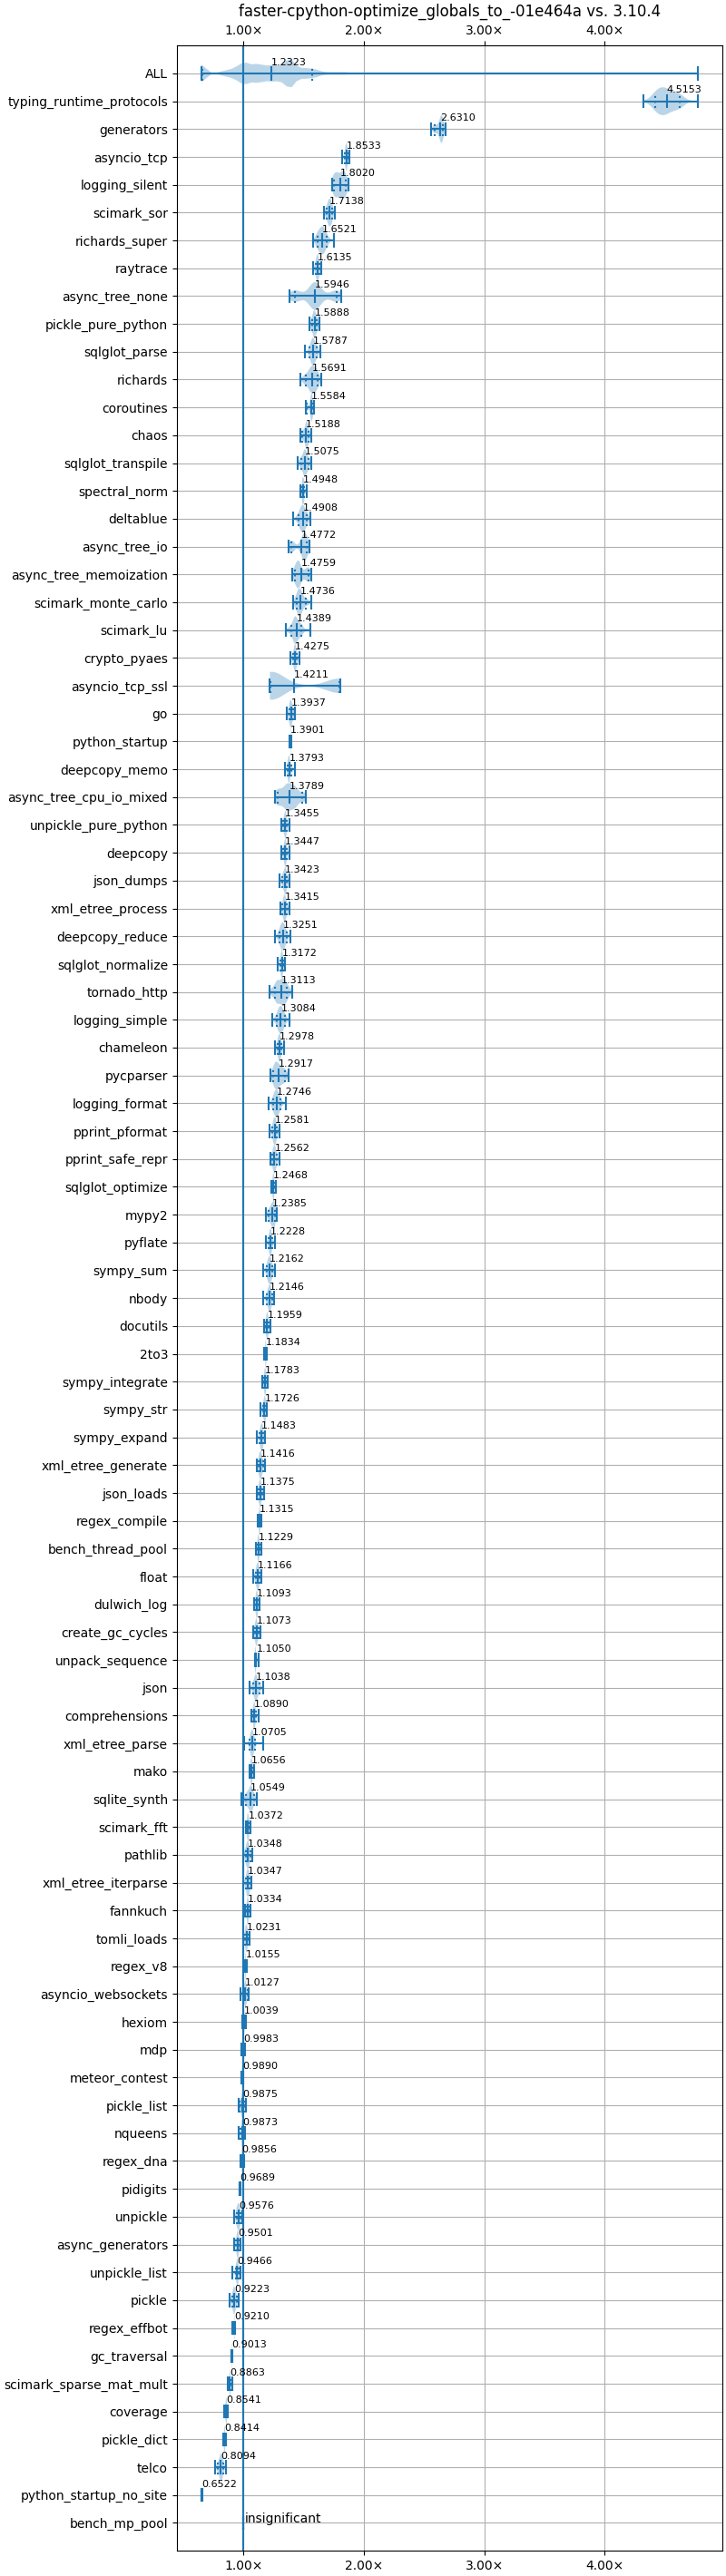 faster-cpython-optimize_globals_to_-01e464a vs. 3.10.4
1.00× 2.00× 3.00× 4.00×
ALL 1.2323
typing_runtime_protocols 4.5153
generators 2.6310
asyncio_tcp 1.8533
logging_silent 1.8020
scimark_sor 1.7138
richards_super 1.6521
raytrace 1.6135
async_tree_none 1.5946
pickle_pure_python 1.5888
sqlglot_parse 1.5787
richards 1.5691
coroutines 1.5584
chaos 1.5188
sqlglot_transpile 1.5075
spectral_norm 1.4948
deltablue 1.4908
async_tree_io 1.4772
async_tree_memoization 1.4759
scimark_monte_carlo 1.4736
scimark_lu 1.4389
crypto_pyaes 1.4275
asyncio_tcp_ssl 1.4211
go 1.3937
python_startup 1.3901
deepcopy_memo 1.3793
async_tree_cpu_io_mixed 1.3789
unpickle_pure_python 1.3455
deepcopy 1.3447
json_dumps 1.3423
xml_etree_process 1.3415
deepcopy_reduce 1.3251
sqlglot_normalize 1.3172
tornado_http 1.3113
logging_simple 1.3084
chameleon 1.2978
pycparser 1.2917
logging_format 1.2746
pprint_pformat 1.2581
pprint_safe_repr 1.2562
sqlglot_optimize 1.2468
mypy2 1.2385
pyflate 1.2228
sympy_sum 1.2162
nbody 1.2146
docutils 1.1959
2to3 1.1834
sympy_integrate 1.1783
sympy_str 1.1726
sympy_expand 1.1483
xml_etree_generate 1.1416
json_loads 1.1375
regex_compile 1.1315
bench_thread_pool 1.1229
float 1.1166
dulwich_log 1.1093
create_gc_cycles 1.1073
unpack_sequence 1.1050
json 1.1038
comprehensions 1.0890
xml_etree_parse 1.0705
mako 1.0656
sqlite_synth 1.0549
scimark_fft 1.0372
pathlib 1.0348
xml_etree_iterparse 1.0347
fannkuch 1.0334
tomli_loads 1.0231
regex_v8 1.0155
asyncio_websockets 1.0127
hexiom 1.0039
mdp 0.9983
meteor_contest 0.9890
pickle_list 0.9875
nqueens 0.9873
regex_dna 0.9856
pidigits 0.9689
unpickle 0.9576
async_generators 0.9501
unpickle_list 0.9466
pickle 0.9223
regex_effbot 0.9210
gc_traversal 0.9013
scimark_sparse_mat_mult 0.8863
coverage 0.8541
pickle_dict 0.8414
telco 0.8094
python_startup_no_site 0.6522
bench_mp_pool insignificant
1.00× 2.00× 3.00× 4.00×